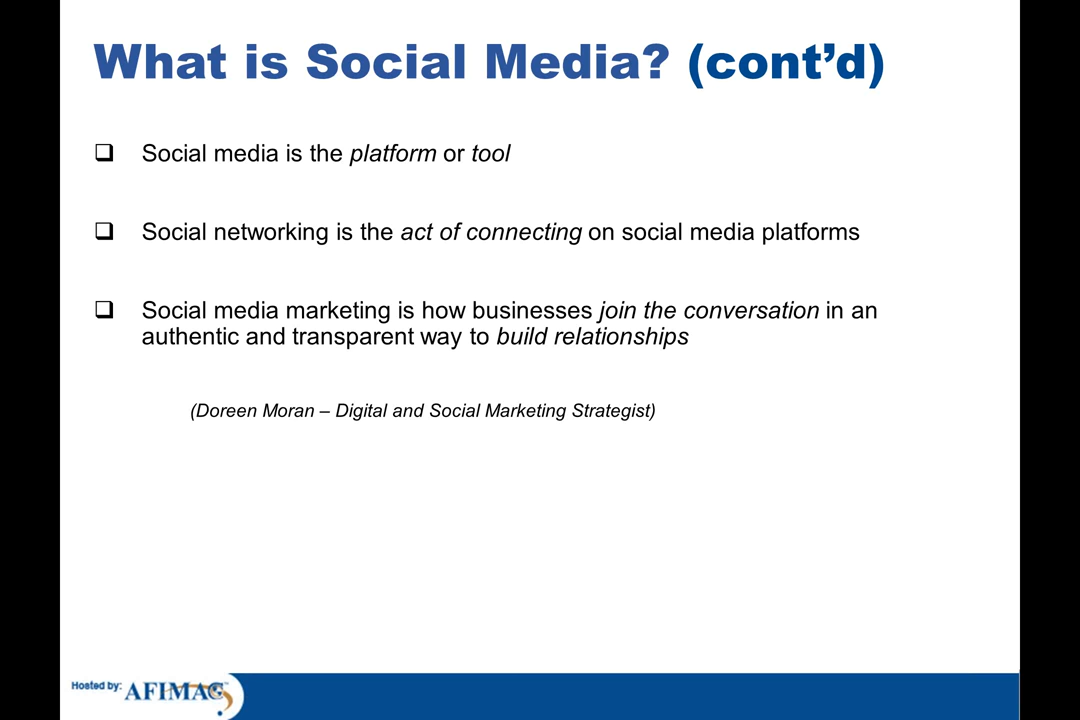 What is Social Media? (cont’d)
❑ Social media is the platform or tool
❑ Social networking is the act of connecting on social media platforms
❑ Social media marketing is how businesses join the conversation in an
authentic and transparent way to build relationships
(Doreen Moran – Digital and Social Marketing Strategist)
Hosted by: AFIMAC™